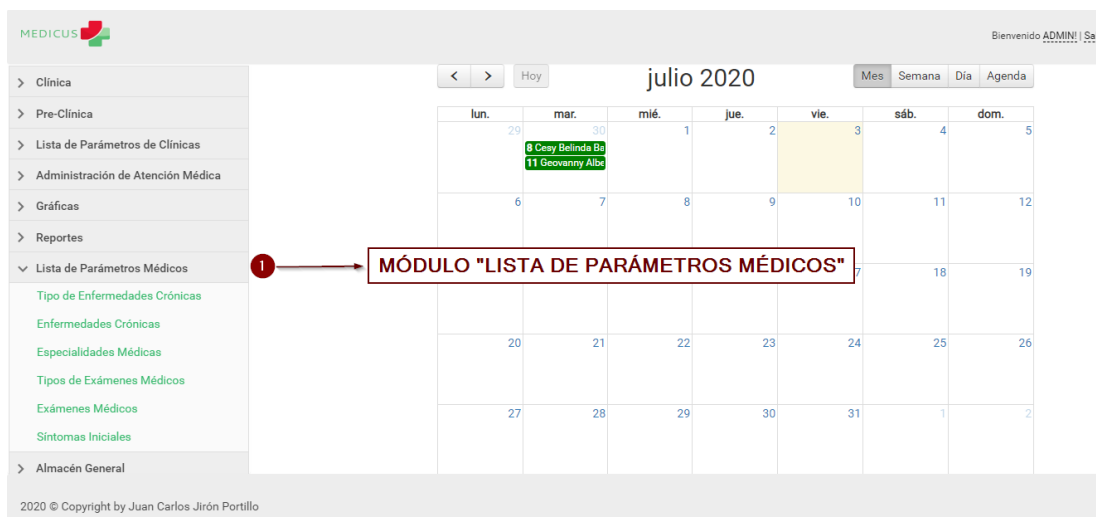 MEDICUS
Bienvenido ADMIN! | Sa
Clínica
Pre-Clínica
Lista de Parámetros de Clínicas
Administración de Atención Médica
Gráficas
Reportes
Lista de Parámetros Médicos
Tipo de Enfermedades Crónicas
Enfermedades Crónicas
Especialidades Médicas
Tipos de Exámenes Médicos
Exámenes Médicos
Síntomas Iniciales
Almacén General
Hoy julio 2020 Mes Semana Día Agenda
lun. mar. mié. jue. vie. sáb. dom.
29 30 1 2 3 4 5
8 Cesy Belinda Ba
11 Geovanny Albe
6 7 8 9 10 11 12
1 MÓDULO "LISTA DE PARÁMETROS MÉDICOS"
7 18 19
20 21 22 23 24 25 26
27 28 29 30 31 1 2
2020 © Copyright by Juan Carlos Jirón Portillo